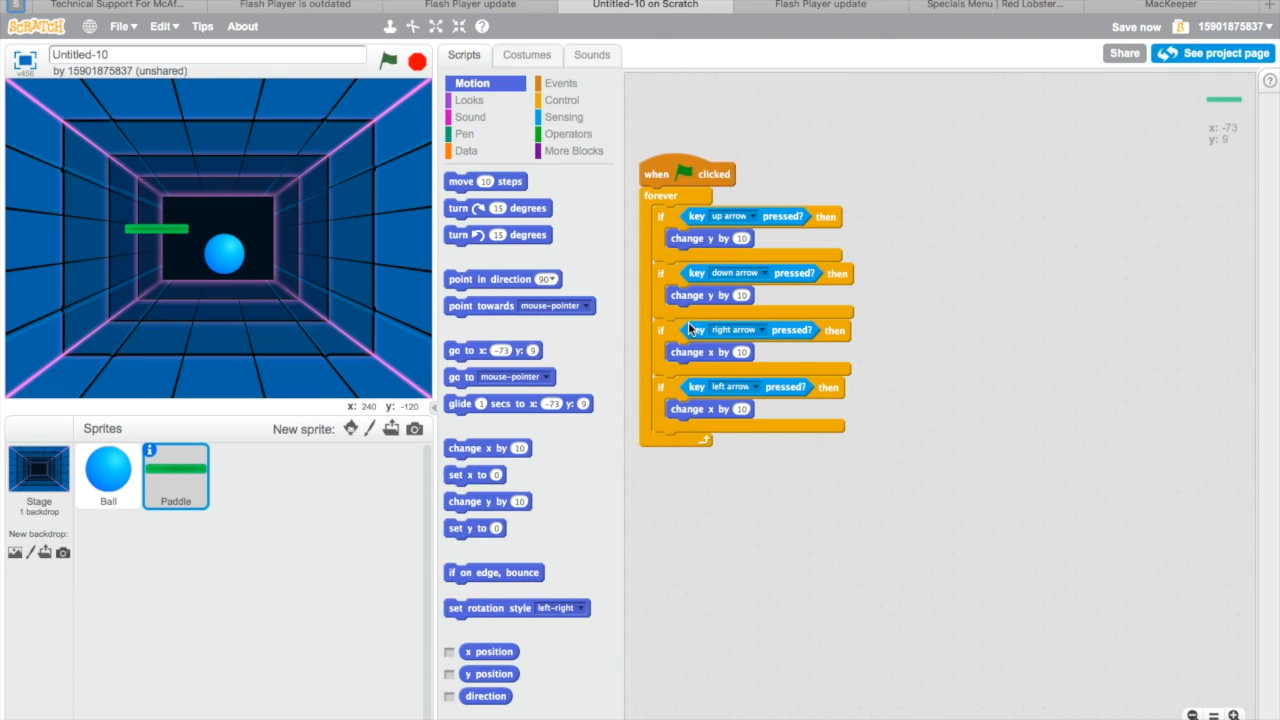 S Technical Support For McAf... Flash Player is outdated Flash Player update Untitled-10 on Scratch Flash Player update Specials Menu | Red Lobster... MacKeeper +
SCRATCH File Edit Tips About Save now S 15901875837
v456 Untitled-10
by 15901875837 (unshared)
Scripts Costumes Sounds
Share See project page
Motion Events
Looks Control
Sound Sensing
Pen Operators
Data More Blocks
move 10 steps
turn 15 degrees
turn 15 degrees
point in direction 90
point towards mouse-pointer
go to x: -73 y: 9
go to mouse-pointer
glide 1 secs to x: -73 y: 9
change x by 10
set x to 0
change y by 10
set y to 0
if on edge, bounce
set rotation style left-right
x position
y position
direction
when clicked
forever
if key up arrow pressed? then
change y by 10
if key down arrow pressed? then
change y by 10
if key right arrow pressed? then
change x by 10
if key left arrow pressed? then
change x by 10
x: -73
y: 9
?
x: 240 y: -120
Sprites New sprite:
Stage
1 backdrop
New backdrop:
Ball
i
Paddle